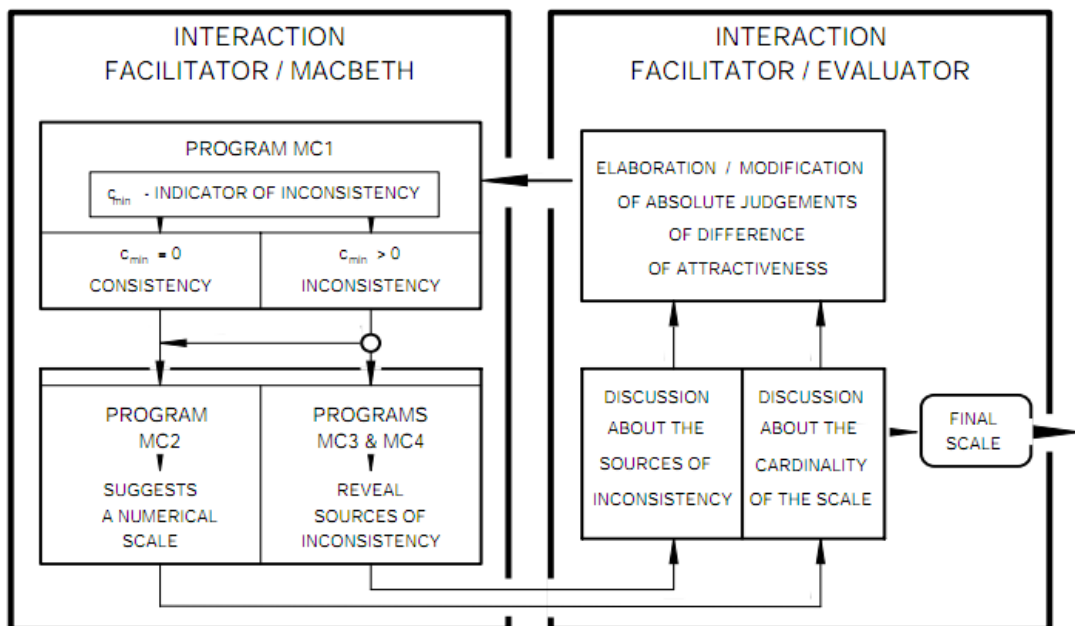 INTERACTION
FACILITATOR / MACBETH
PROGRAM MC1
cmin - INDICATOR OF INCONSISTENCY
cmin = 0
CONSISTENCY
cmin > 0
INCONSISTENCY
PROGRAM
MC2
SUGGESTS
A NUMERICAL
SCALE
PROGRAMS
MC3 & MC4
REVEAL
SOURCES OF
INCONSISTENCY
INTERACTION
FACILITATOR / EVALUATOR
ELABORATION / MODIFICATION
OF ABSOLUTE JUDGEMENTS
OF DIFFERENCE
OF ATTRACTIVENESS
DISCUSSION
ABOUT THE
SOURCES OF
INCONSISTENCY
DISCUSSION
ABOUT THE
CARDINALITY
OF THE SCALE
FINAL
SCALE